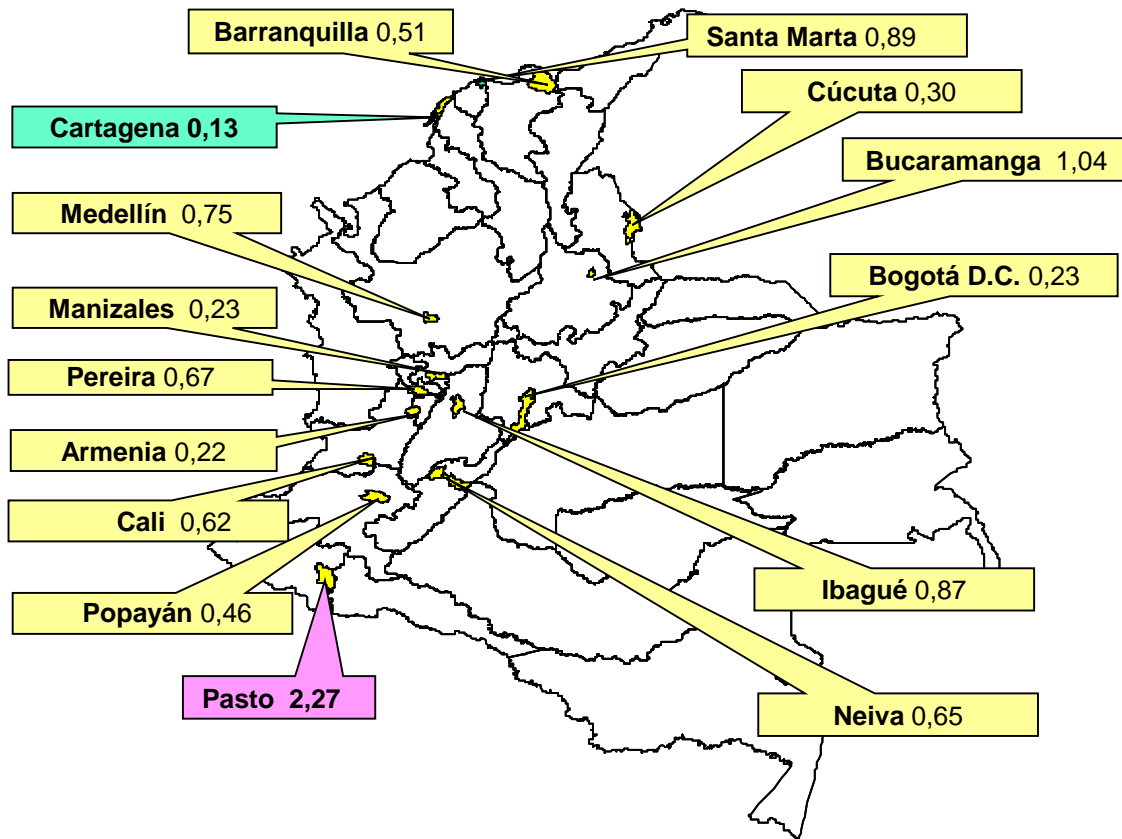 Barranquilla 0,51
Santa Marta 0,89
Cúcuta 0,30
Cartagena 0,13
Bucaramanga 1,04
Medellín 0,75
Bogotá D.C. 0,23
Manizales 0,23
Pereira 0,67
Armenia 0,22
Cali 0,62
Ibagué 0,87
Popayán 0,46
Pasto 2,27
Neiva 0,65